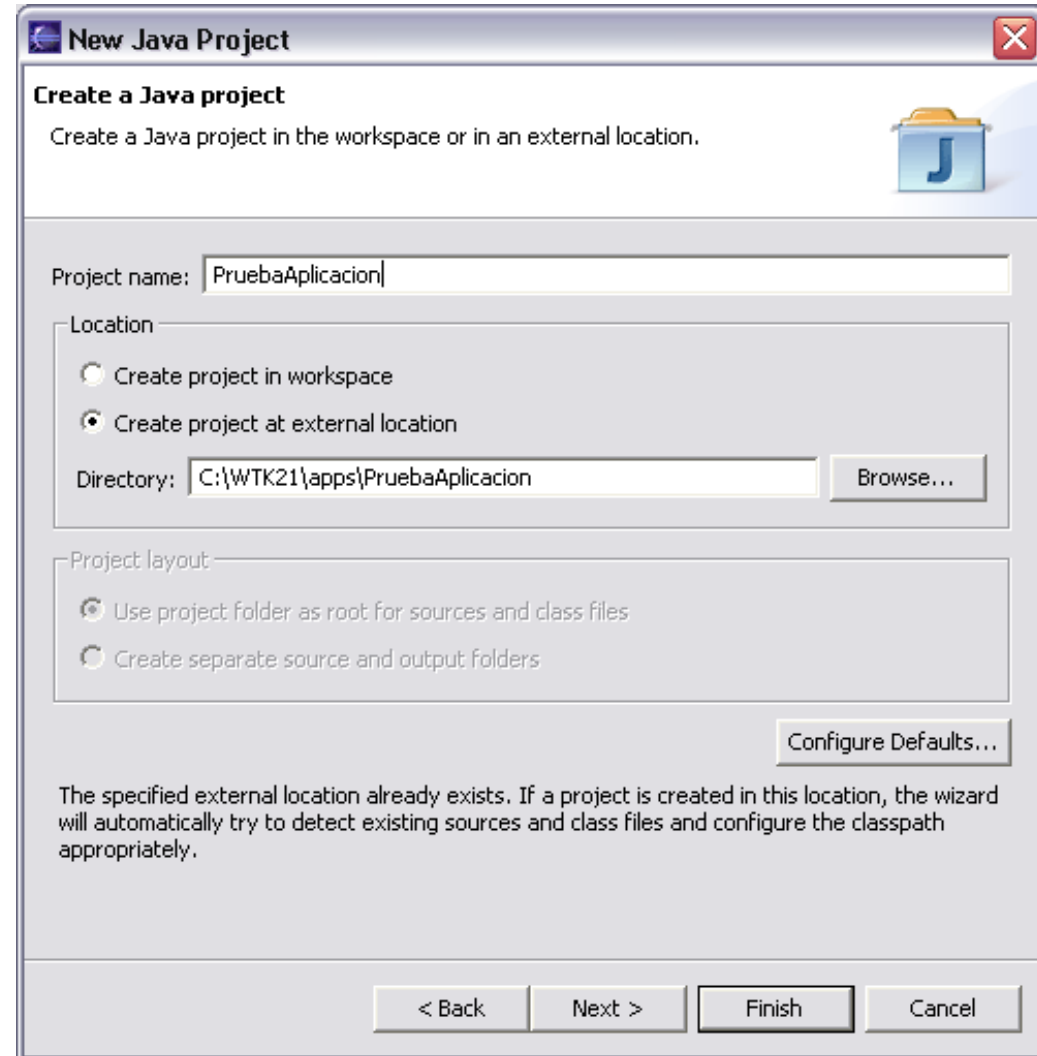 New Java Project
Create a Java project
Create a Java project in the workspace or in an external location.
J
Project name: PruebaAplicacion
Location
Create project in workspace
Create project at external location
Directory: C:\WTK21\apps\PruebaAplicacion Browse...
Project layout
Use project folder as root for sources and class files
Create separate source and output folders
Configure Defaults...
The specified external location already exists. If a project is created in this location, the wizard
will automatically try to detect existing sources and class files and configure the classpath
appropriately.
< Back Next > Finish Cancel